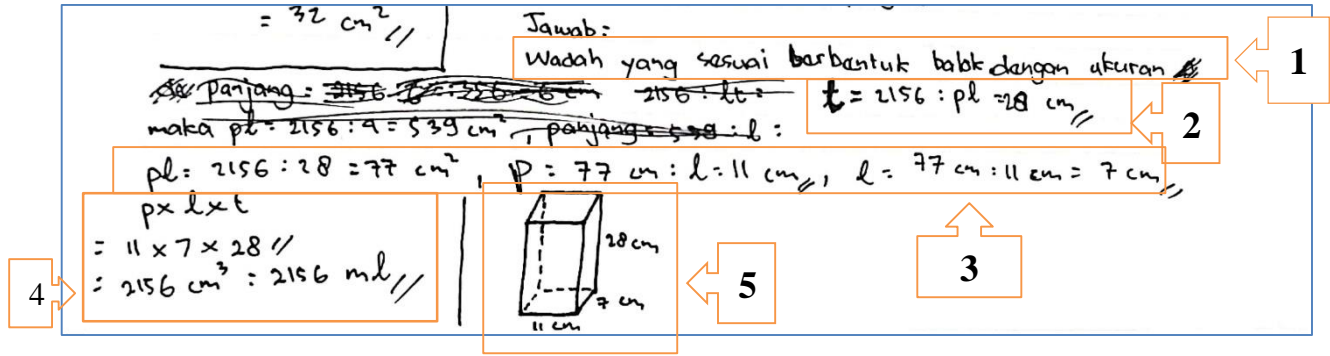 = 32 cm²//
Jawab:
Wadah yang sesuai berbentuk balok dengan ukuran
1
panjang = 2156 2156 : lt = t = 2156 : pl = 28 cm//
2
maka pl = 2156 : 4 = 539 cm², panjang = 539 : l :
pl = 2156 : 28 = 77 cm², P = 77 cm : l = 11 cm//, l = 77 cm : 11 cm = 7 cm//
3
p x l x t
= 11 x 7 x 28 //
= 2156 cm³ = 2156 ml//
4
28 cm
7 cm
11 cm
5